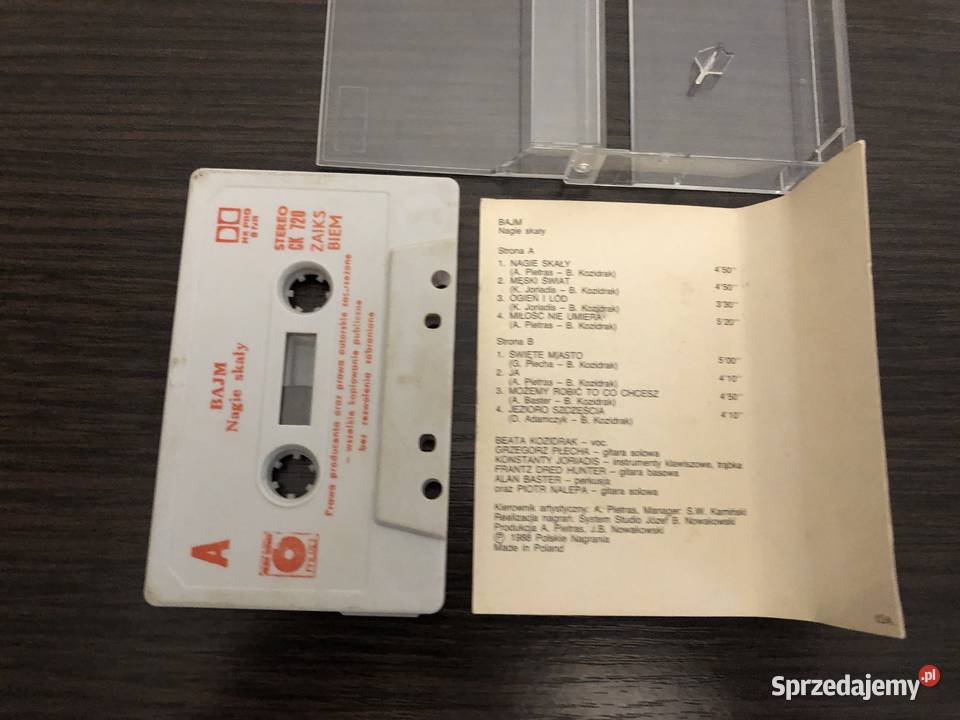 STEREO
CK 720
ZAIKS
BIEM
HX PRO
B NR
BAJM
Nagie skały
Prawa producenta oraz prawa autorskie zastrzeżone
– wszelkie kopiowanie publiczne
bez zezwolenia zabronione
A
BAJM
Nagie skały
Strona A
1. NAGIE SKAŁY 4'50''
(A. Pietras – B. Kozidrak)
2. MĘSKI ŚWIAT 4'50''
(K. Joriadis – B. Kozidrak)
3. OGIEŃ I LÓD 3'30''
(K. Joriadis – B. Kozidrak)
4. MIŁOŚĆ NIE UMIERA 5'20''
(A. Pietras – B. Kozidrak)
Strona B
1. ŚWIĘTE MIASTO 5'00''
(G. Płecha – B. Kozidrak)
2. JA 4'10''
(A. Pietras – B. Kozidrak)
3. MOŻEMY ROBIĆ TO CO CHCESZ 4'50''
(A. Baster – B. Kozidrak)
4. JEZIORO SZCZĘŚCIA 4'10''
(D. Adamczyk – B. Kozidrak)
BEATA KOZIDRAK – voc.
GRZEGORZ PŁECHA – gitara solowa
KONSTANTY JORIADIS – instrumenty klawiszowe, trąbka
FRANTZ DRED HUNTER – gitara basowa
ALAN BASTER – perkusja
oraz PIOTR NALEPA – gitara solowa
Kierownik artystyczny: A. Pietras, Manager: S.W. Kamiński
Realizacja nagrań: System Studio Józef B. Nowakowski
Produkcja A. Pietras, J.B. Nowakowski
Ⓟ 1988 Polskie Nagrania
Made in Poland
Sprzedajemy.pl